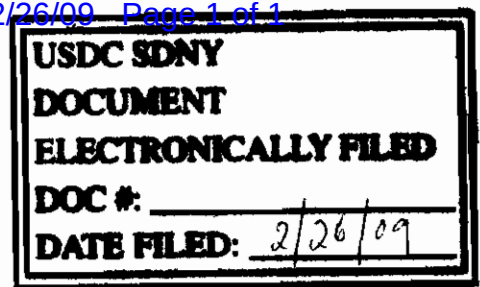 2/26/09 Page 1 of 1
USDC SDNY
DOCUMENT
ELECTRONICALLY FILED
DOC #:
DATE FILED: 2/26/09